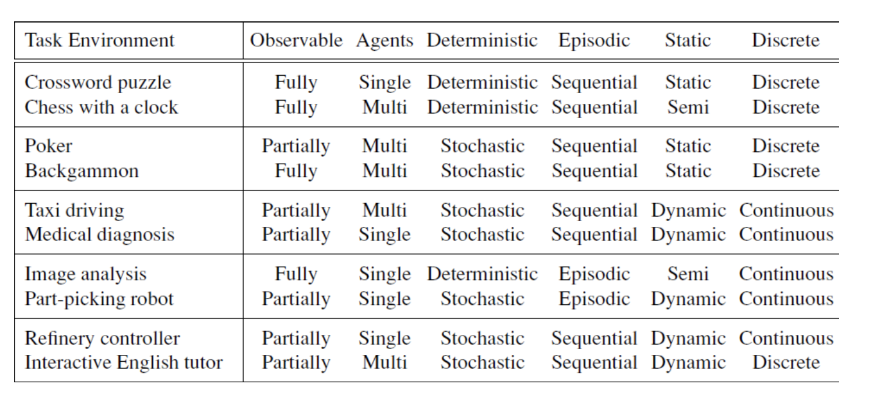 Task Environment Observable Agents Deterministic Episodic Static Discrete
Crossword puzzle Fully Single Deterministic Sequential Static Discrete
Chess with a clock Fully Multi Deterministic Sequential Semi Discrete
Poker Partially Multi Stochastic Sequential Static Discrete
Backgammon Fully Multi Stochastic Sequential Static Discrete
Taxi driving Partially Multi Stochastic Sequential Dynamic Continuous
Medical diagnosis Partially Single Stochastic Sequential Dynamic Continuous
Image analysis Fully Single Deterministic Episodic Semi Continuous
Part-picking robot Partially Single Stochastic Episodic Dynamic Continuous
Refinery controller Partially Single Stochastic Sequential Dynamic Continuous
Interactive English tutor Partially Multi Stochastic Sequential Dynamic Discrete